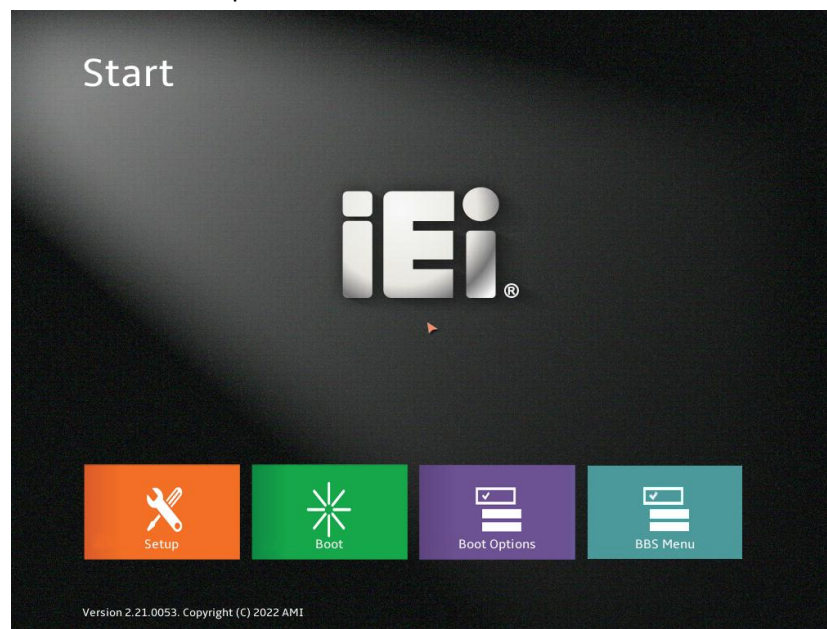 Start
iEi®
Setup
Boot
Boot Options
BBS Menu
Version 2.21.0053. Copyright (C) 2022 AMI